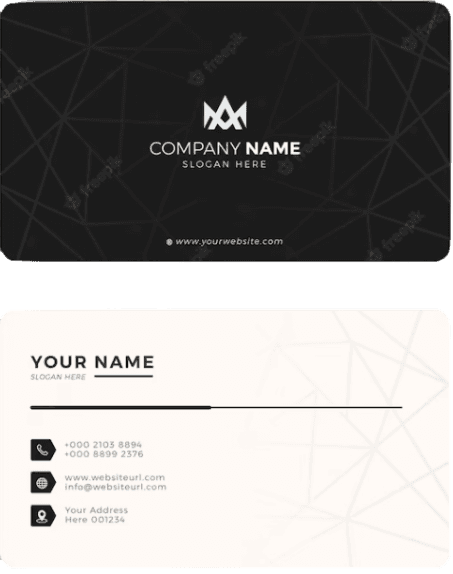 COMPANY NAME
SLOGAN HERE
www.yourwebsite.com
YOUR NAME
SLOGAN HERE
+000 2103 8894
+000 8899 2376
www.websiteurl.com
info@websiteurl.com
Your Address
Here 001234